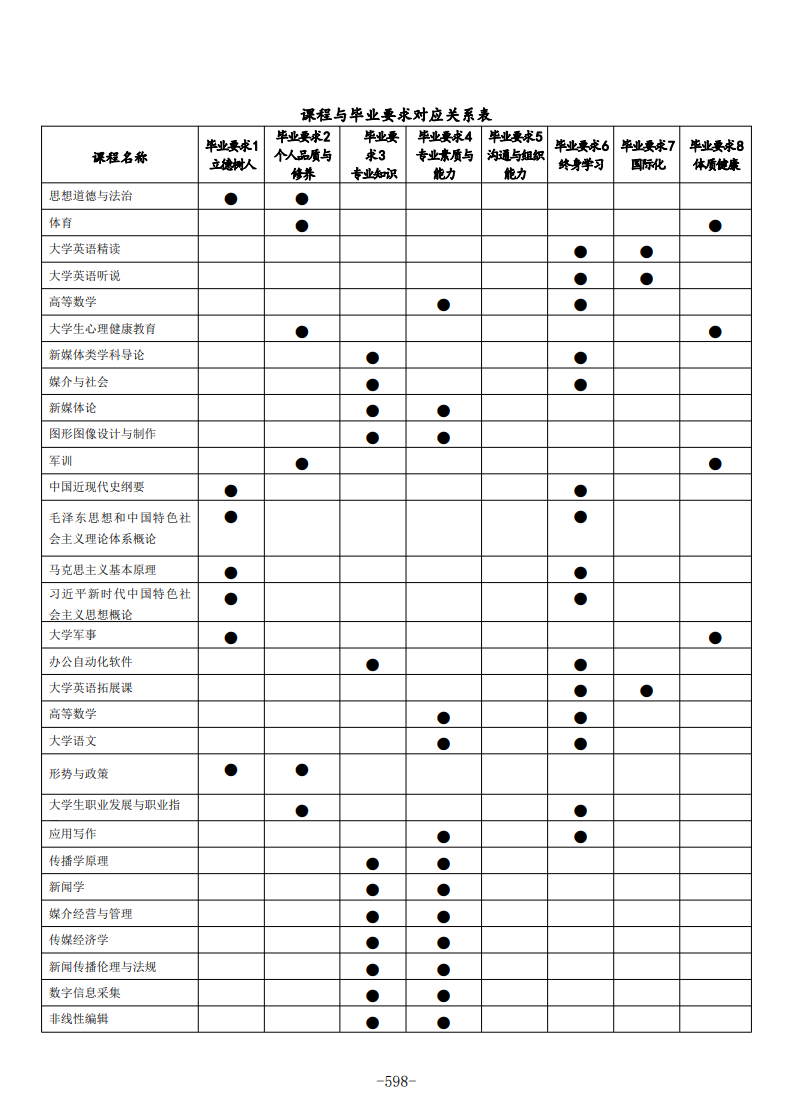 课程与毕业要求对应关系表
课程名称
毕业要求1
立德树人
毕业要求2
个人品质与
修养
毕业要
求3
专业知识
毕业要求4
专业素质与
能力
毕业要求5
沟通与组织
能力
毕业要求6
终身学习
毕业要求7
国际化
毕业要求8
体质健康
思想道德与法治 ● ●
体育 ● ●
大学英语精读 ● ●
大学英语听说 ● ●
高等数学 ● ●
大学生心理健康教育 ● ●
新媒体类学科导论 ● ●
媒介与社会 ● ●
新媒体论 ● ●
图形图像设计与制作 ● ●
军训 ● ●
中国近现代史纲要 ● ●
毛泽东思想和中国特色社 ● ●
会主义理论体系概论
马克思主义基本原理 ● ●
习近平新时代中国特色社 ● ●
会主义思想概论
大学军事 ● ●
办公自动化软件 ● ●
大学英语拓展课 ● ●
高等数学 ● ●
大学语文 ● ●
形势与政策 ● ●
大学生职业发展与职业指 ● ●
应用写作 ● ●
传播学原理 ● ●
新闻学 ● ●
媒介经营与管理 ● ●
传媒经济学 ● ●
新闻传播伦理与法规 ● ●
数字信息采集 ● ●
非线性编辑 ● ●
-598-